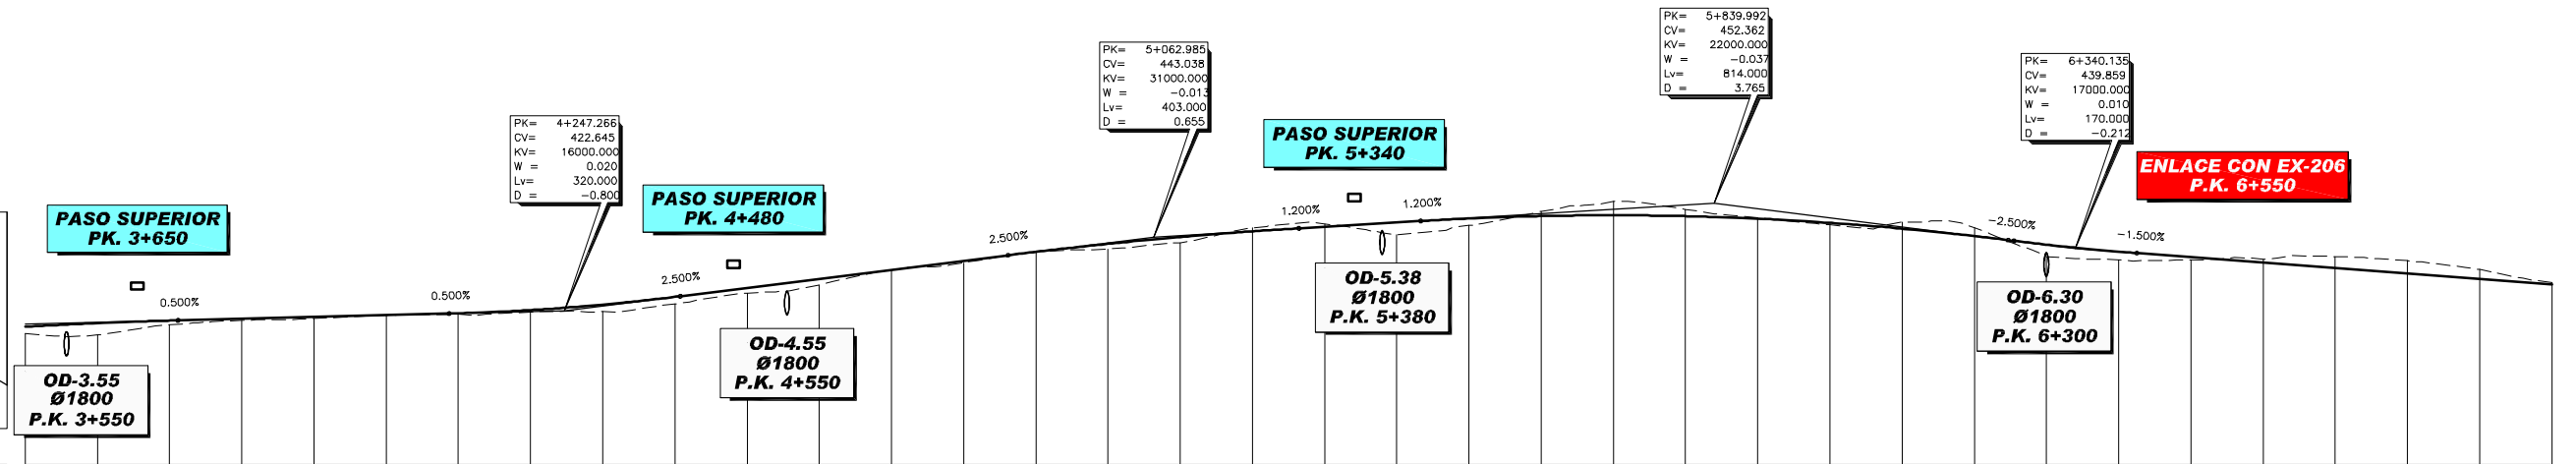 PK= 5+839.992
CV= 452.362
KV= 22000.000
W = -0.037
Lv= 814.000
D = 3.765
PK= 5+062.985
CV= 443.038
KV= 31000.000
W = -0.013
Lv= 403.000
D = 0.655
PK= 6+340.135
CV= 439.859
KV= 17000.000
W = 0.010
Lv= 170.000
D = -0.212
PK= 4+247.266
CV= 422.645
KV= 16000.000
W = 0.020
Lv= 320.000
D = -0.800
PASO SUPERIOR
PK. 5+340
ENLACE CON EX-206
P.K. 6+550
PASO SUPERIOR
PK. 4+480
PASO SUPERIOR
PK. 3+650
0.500%
0.500%
2.500%
2.500%
1.200%
1.200%
-2.500%
-1.500%
OD-5.38
Ø1800
P.K. 5+380
OD-6.30
Ø1800
P.K. 6+300
OD-4.55
Ø1800
P.K. 4+550
OD-3.55
Ø1800
P.K. 3+550